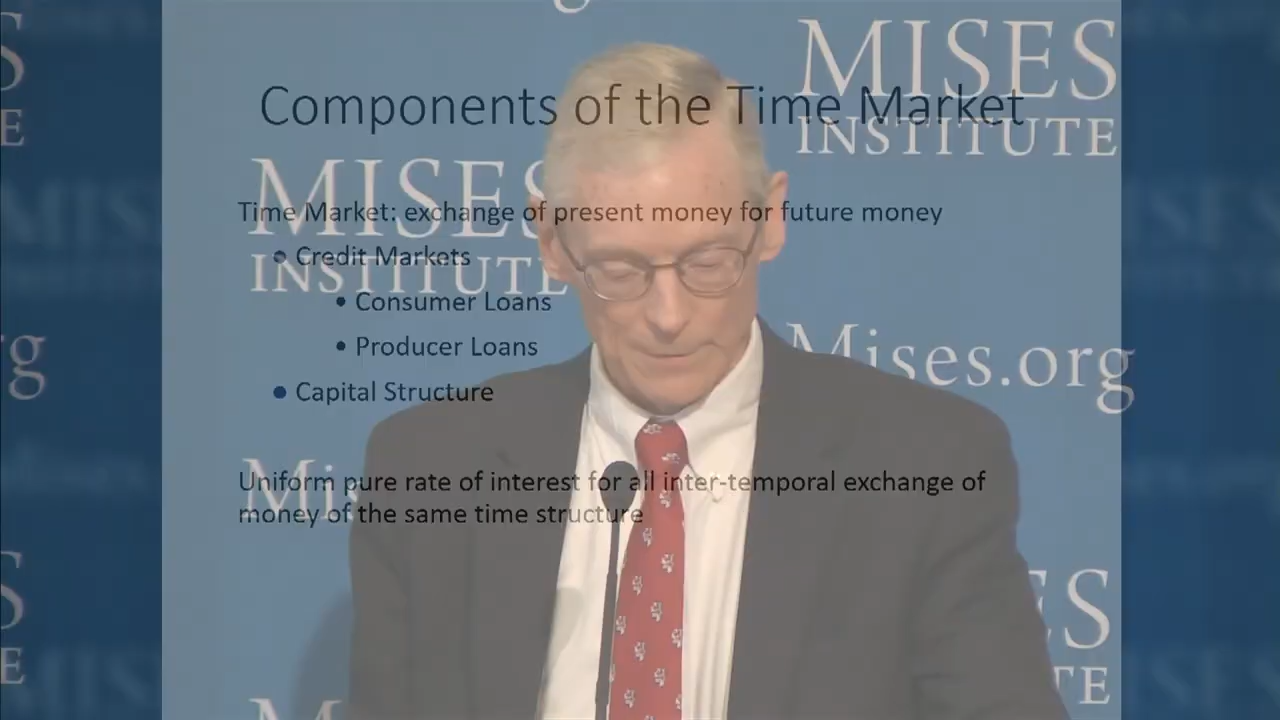 MISES
INSTITUTE
Components of the Time Market
MISES
INSTITUTE
Time Market: exchange of present money for future money
• Credit Markets
• Consumer Loans
• Producer Loans
• Capital Structure
Mises.org
Uniform pure rate of interest for all inter-temporal exchange of
money of the same time structure